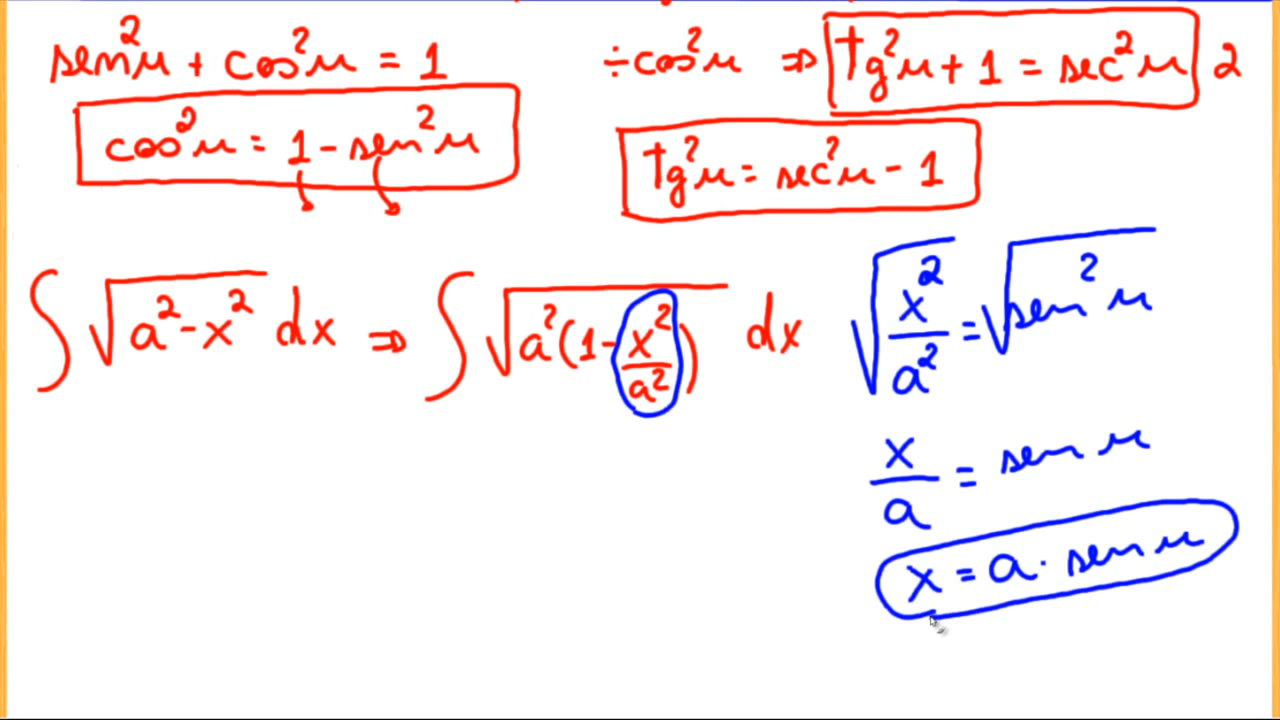 sen²u + cos²u = 1
÷cos²u ⇒ tg²u + 1 = sec²u 2
cos²u = 1 - sen²u
tg²u = sec²u - 1
∫ √(a² - x²) dx ⇒ ∫ √(a²(1 - x²/a²)) dx
√(x²/a²) = √(sen²u)
x/a = sen u
x = a · sen u